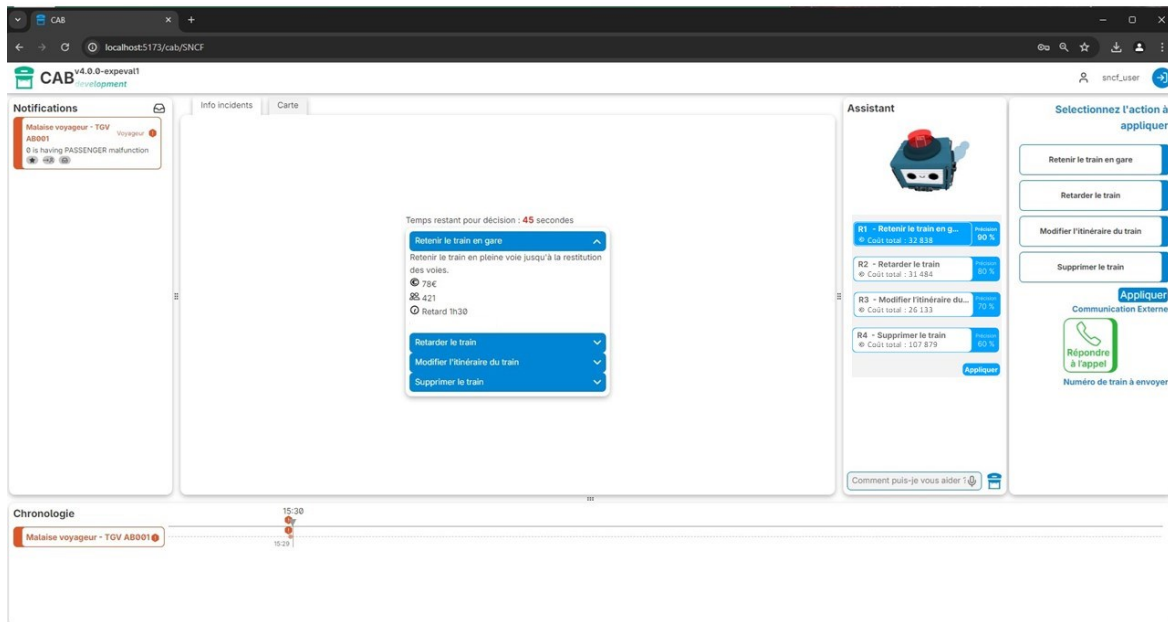 CAB
localhost:5173/cab/SNCF
CAB v4.0.0-expeval1
development
sncf_user
Notifications
Malaise voyageur - TGV AB001
Voyageur
0 is having PASSENGER malfunction
Info incidents
Carte
Temps restant pour décision : 45 secondes
Retenir le train en gare
Retenir le train en pleine voie jusqu'à la restitution
des voies.
78€
421
Retard 1h30
Retarder le train
Modifier l'itinéraire du train
Supprimer le train
Assistant
R1 - Retenir le train en g...
Précision
90 %
Coût total : 32 838
R2 - Retarder le train
Précision
80 %
Coût total : 31 484
R3 - Modifier l'itinéraire du...
Précision
70 %
Coût total : 26 133
R4 - Supprimer le train
Précision
60 %
Coût total : 107 879
Appliquer
Comment puis-je vous aider ?
Selectionnez l'action à
appliquer
Retenir le train en gare
Retarder le train
Modifier l'itinéraire du train
Supprimer le train
Appliquer
Communication Externe
Répondre
à l'appel
Numéro de train à envoyer
Chronologie
15:30
Malaise voyageur - TGV AB001
15:29